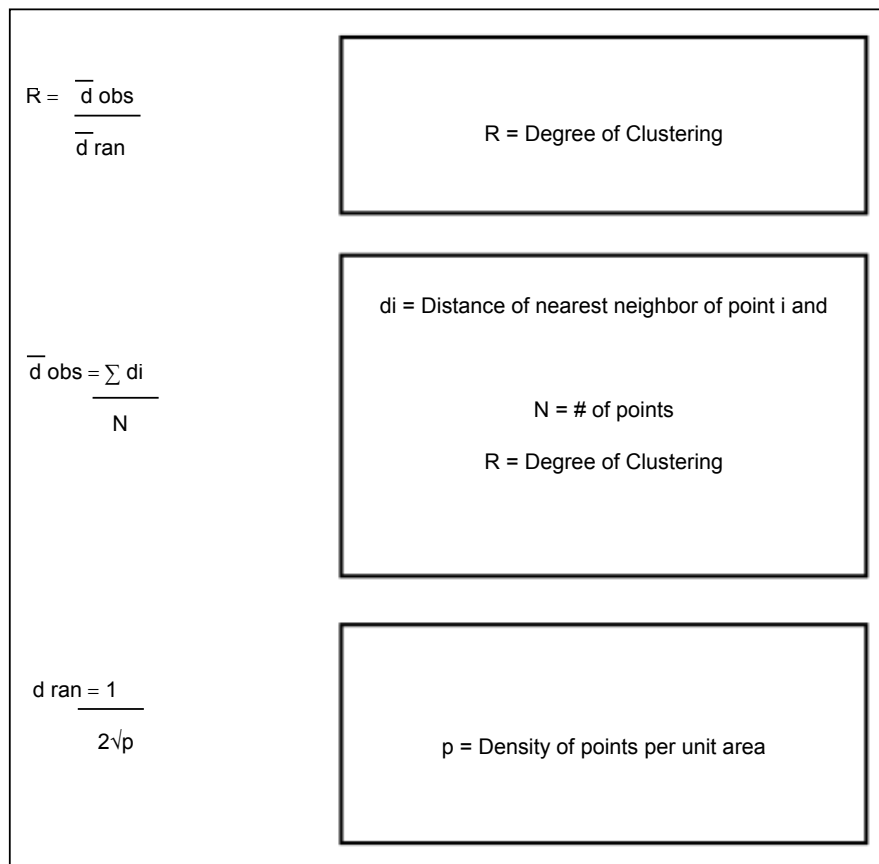 R = d obs
d ran
R = Degree of Clustering
di = Distance of nearest neighbor of point i and
d obs = ∑ di
N
N = # of points
R = Degree of Clustering
d ran = 1
2√p
p = Density of points per unit area